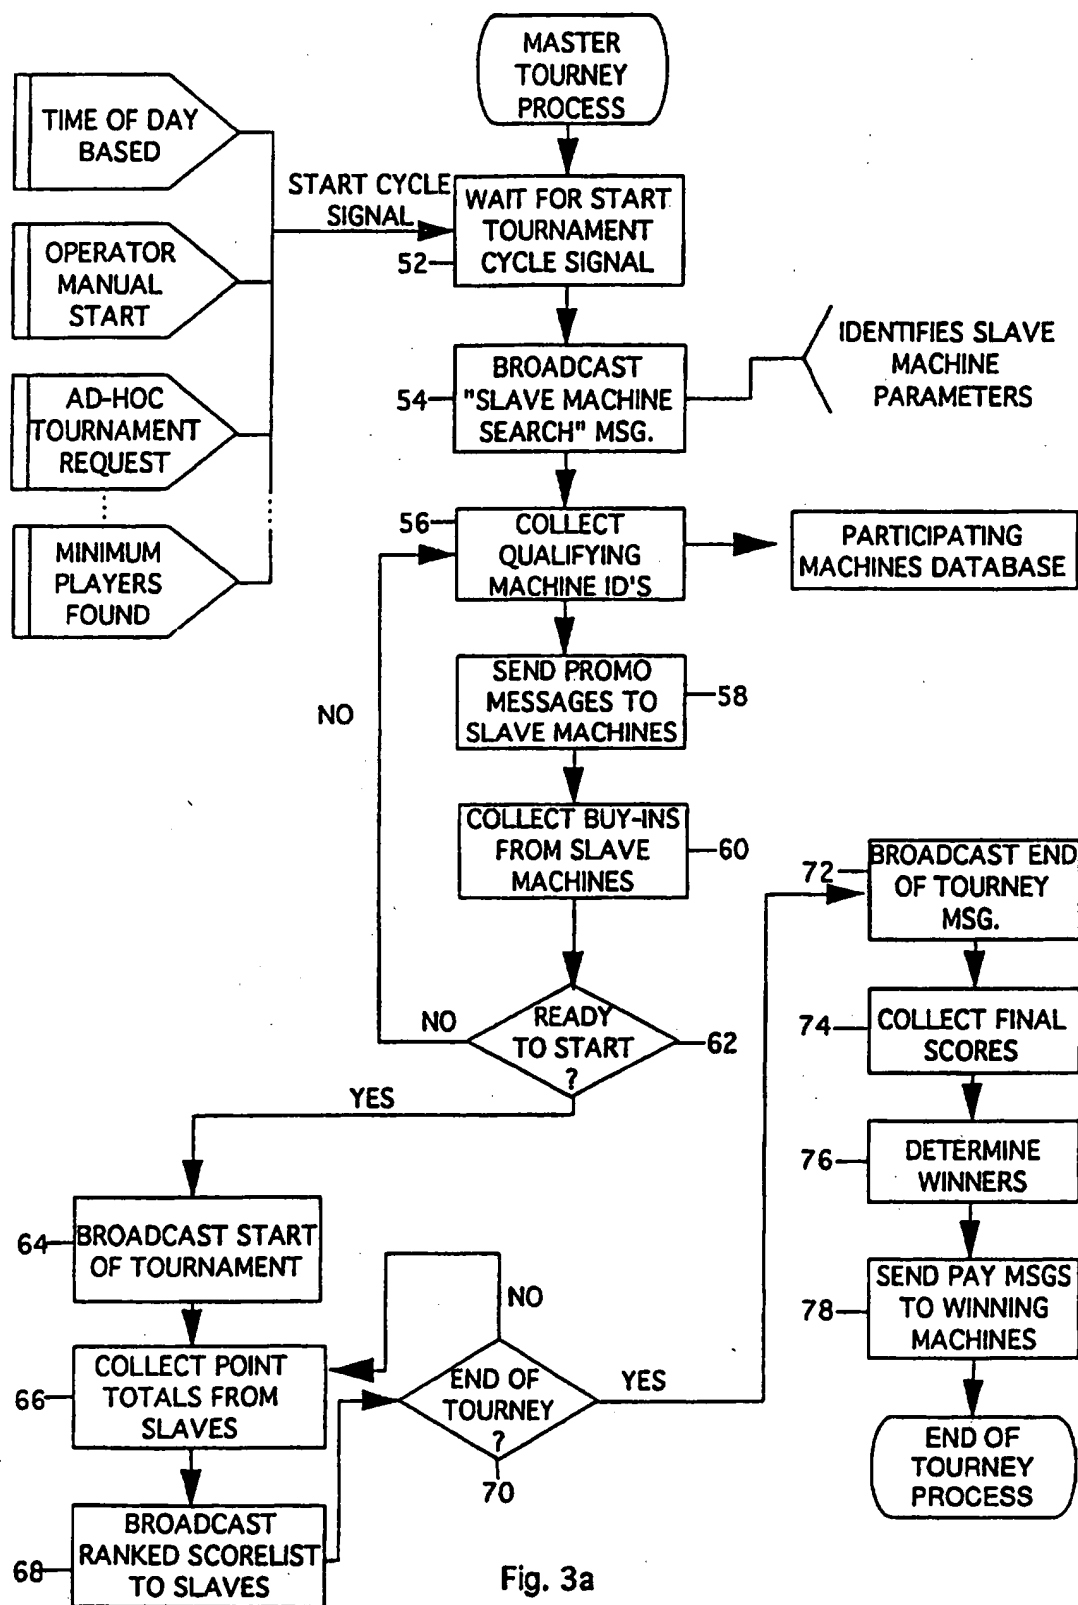 MASTER
TOURNEY
PROCESS
TIME OF DAY
BASED
START CYCLE
SIGNAL
WAIT FOR START
TOURNAMENT
CYCLE SIGNAL
52
OPERATOR
MANUAL
START
BROADCAST
"SLAVE MACHINE
SEARCH" MSG.
54
IDENTIFIES SLAVE
MACHINE
PARAMETERS
AD-HOC
TOURNAMENT
REQUEST
56
COLLECT
QUALIFYING
MACHINE ID'S
PARTICIPATING
MACHINES DATABASE
MINIMUM
PLAYERS
FOUND
SEND PROMO
MESSAGES TO
SLAVE MACHINES
58
NO
COLLECT BUY-INS
FROM SLAVE
MACHINES
60
READY
TO START
?
62
NO
YES
64
BROADCAST START
OF TOURNAMENT
66
COLLECT POINT
TOTALS FROM
SLAVES
68
BROADCAST
RANKED SCORELIST
TO SLAVES
NO
END OF
TOURNEY
?
70
YES
72
BROADCAST END
OF TOURNEY
MSG.
74
COLLECT FINAL
SCORES
76
DETERMINE
WINNERS
78
SEND PAY MSGS
TO WINNING
MACHINES
END OF
TOURNEY
PROCESS
Fig. 3a